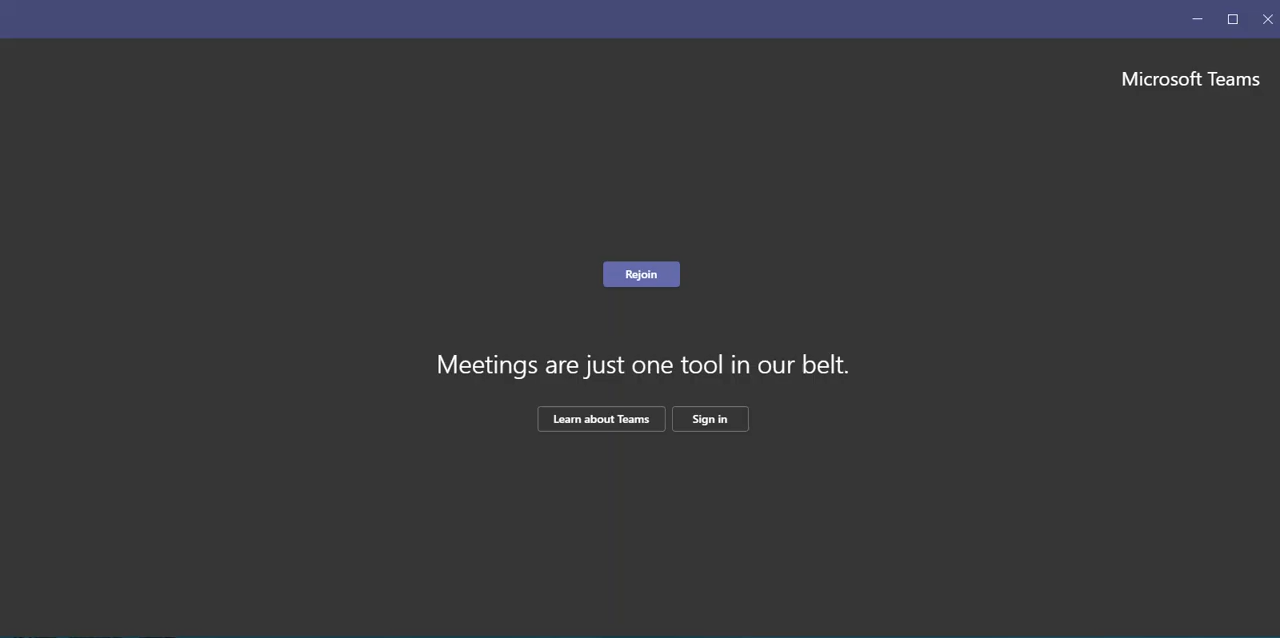 Microsoft Teams
Rejoin
Meetings are just one tool in our belt.
Learn about Teams
Sign in